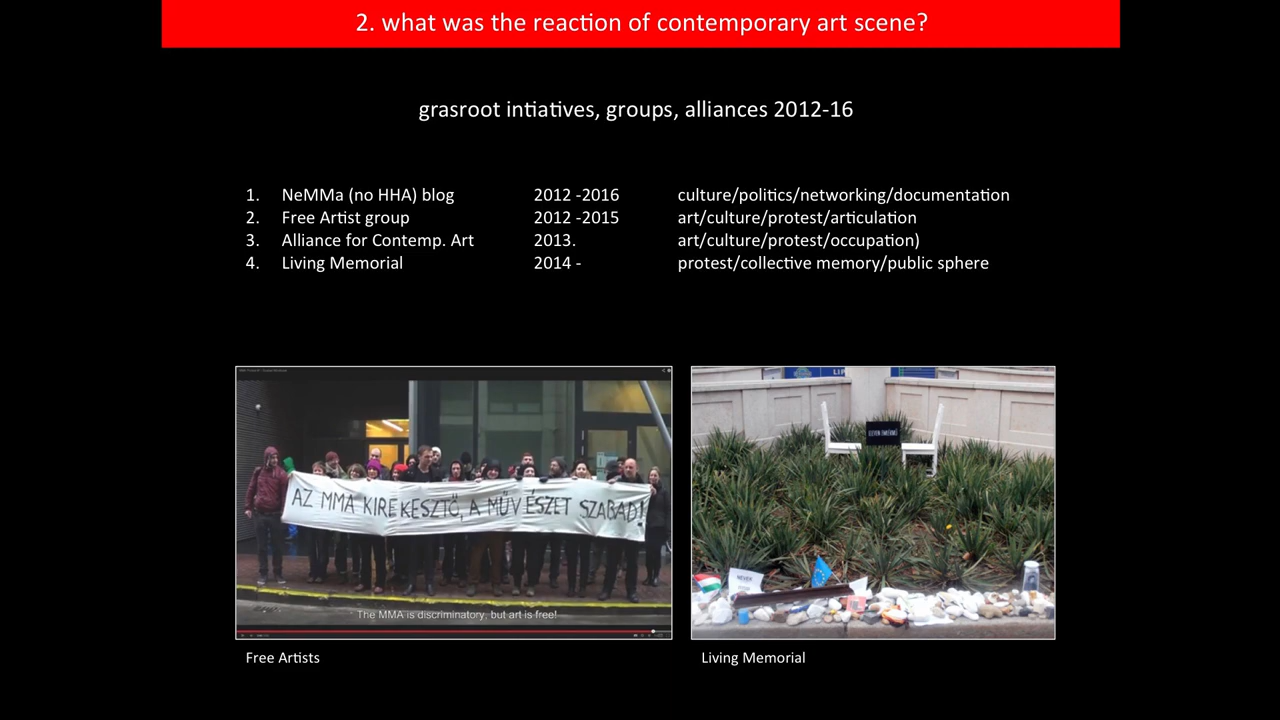 2. what was the reaction of contemporary art scene?
grasroot intiatives, groups, alliances 2012-16
1. NeMMa (no HHA) blog 2012 -2016 culture/politics/networking/documentation
2. Free Artist group 2012 -2015 art/culture/protest/articulation
3. Alliance for Contemp. Art 2013. art/culture/protest/occupation)
4. Living Memorial 2014 - protest/collective memory/public sphere
AZ MMA KIREKESZTŐ, A MŰVÉSZET SZABAD!
The MMA is discriminatory, but art is free!
NEVER
Free Artists
Living Memorial